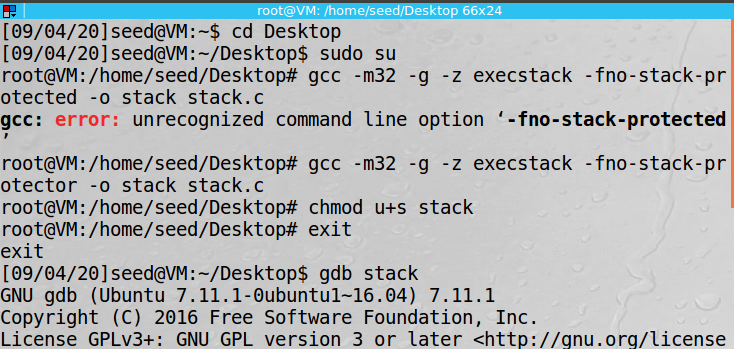 root@VM: /home/seed/Desktop 66x24
[09/04/20]seed@VM:~$ cd Desktop
[09/04/20]seed@VM:~/Desktop$ sudo su
root@VM:/home/seed/Desktop# gcc -m32 -g -z execstack -fno-stack-pr
otected -o stack stack.c
gcc: error: unrecognized command line option ‘-fno-stack-protected
’
root@VM:/home/seed/Desktop# gcc -m32 -g -z execstack -fno-stack-pr
otector -o stack stack.c
root@VM:/home/seed/Desktop# chmod u+s stack
root@VM:/home/seed/Desktop# exit
exit
[09/04/20]seed@VM:~/Desktop$ gdb stack
GNU gdb (Ubuntu 7.11.1-0ubuntu1~16.04) 7.11.1
Copyright (C) 2016 Free Software Foundation, Inc.
License GPLv3+: GNU GPL version 3 or later <http://gnu.org/license